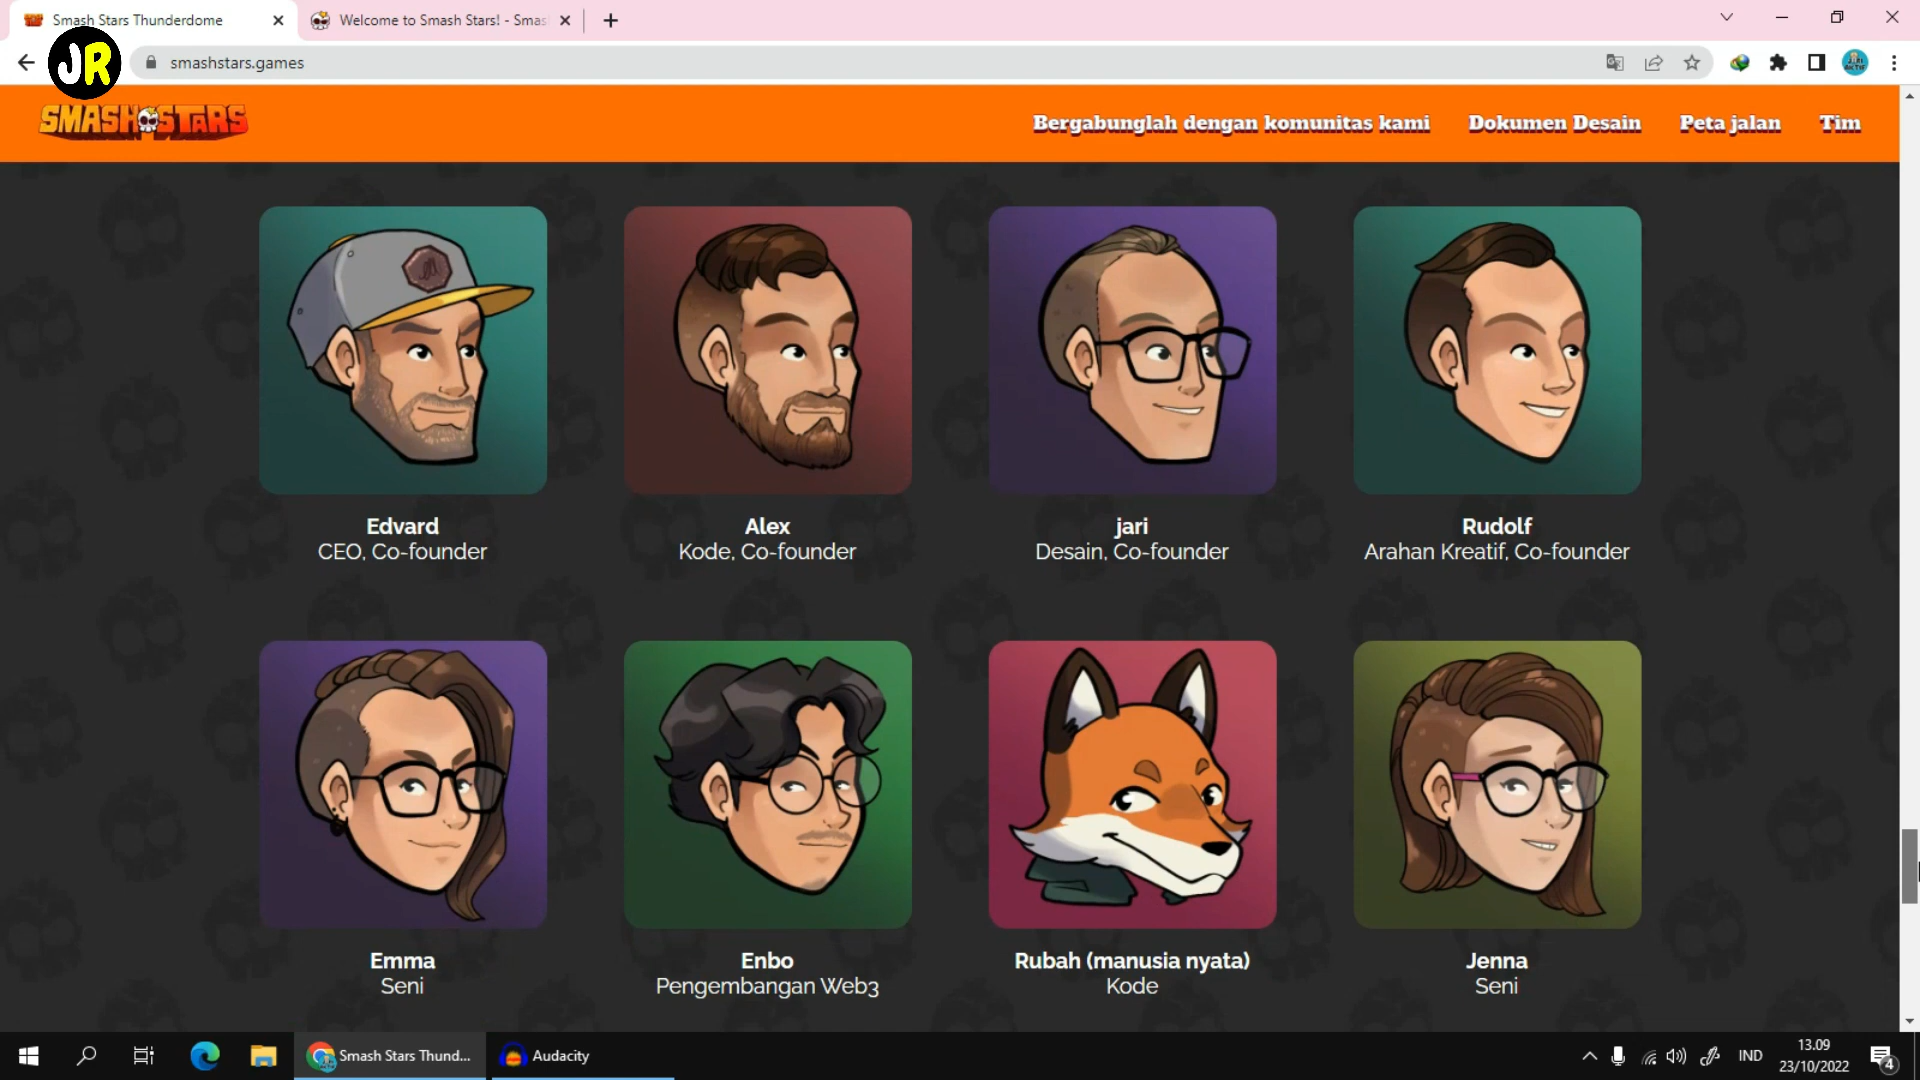 Smash Stars Thunderdome
Welcome to Smash Stars! - Smas
JR
smashstars.games
SMASH STARS
Bergabunglah dengan komunitas kami
Dokumen Desain
Peta jalan
Tim
Edvard
CEO, Co-founder
Alex
Kode, Co-founder
jari
Desain, Co-founder
Rudolf
Arahan Kreatif, Co-founder
Emma
Seni
Enbo
Pengembangan Web3
Rubah (manusia nyata)
Kode
Jenna
Seni
Smash Stars Thund...
Audacity
IND
13.09
23/10/2022
4